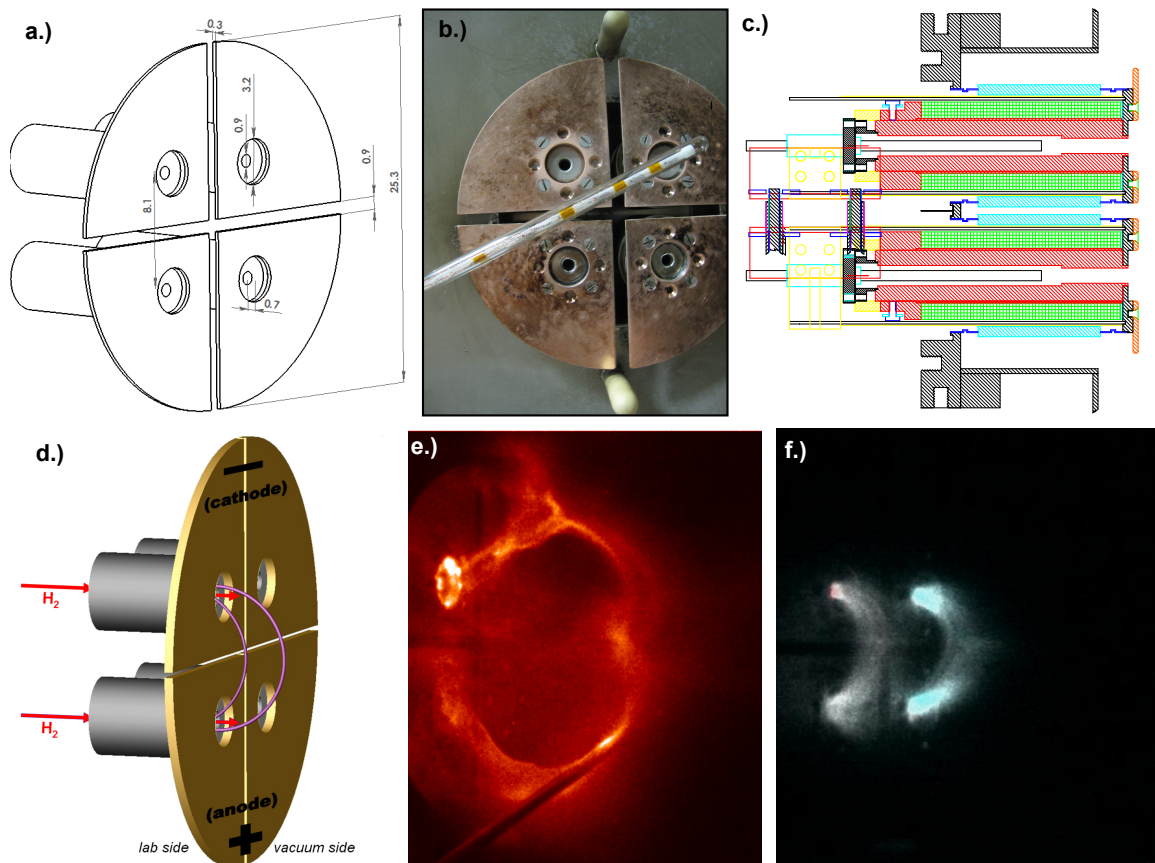 a.)
0.3
3.2
0.9
0.9
25.3
8.1
0.7
b.)
c.)
d.)
(cathode)
H2
H2
(anode)
lab side
vacuum side
e.)
f.)